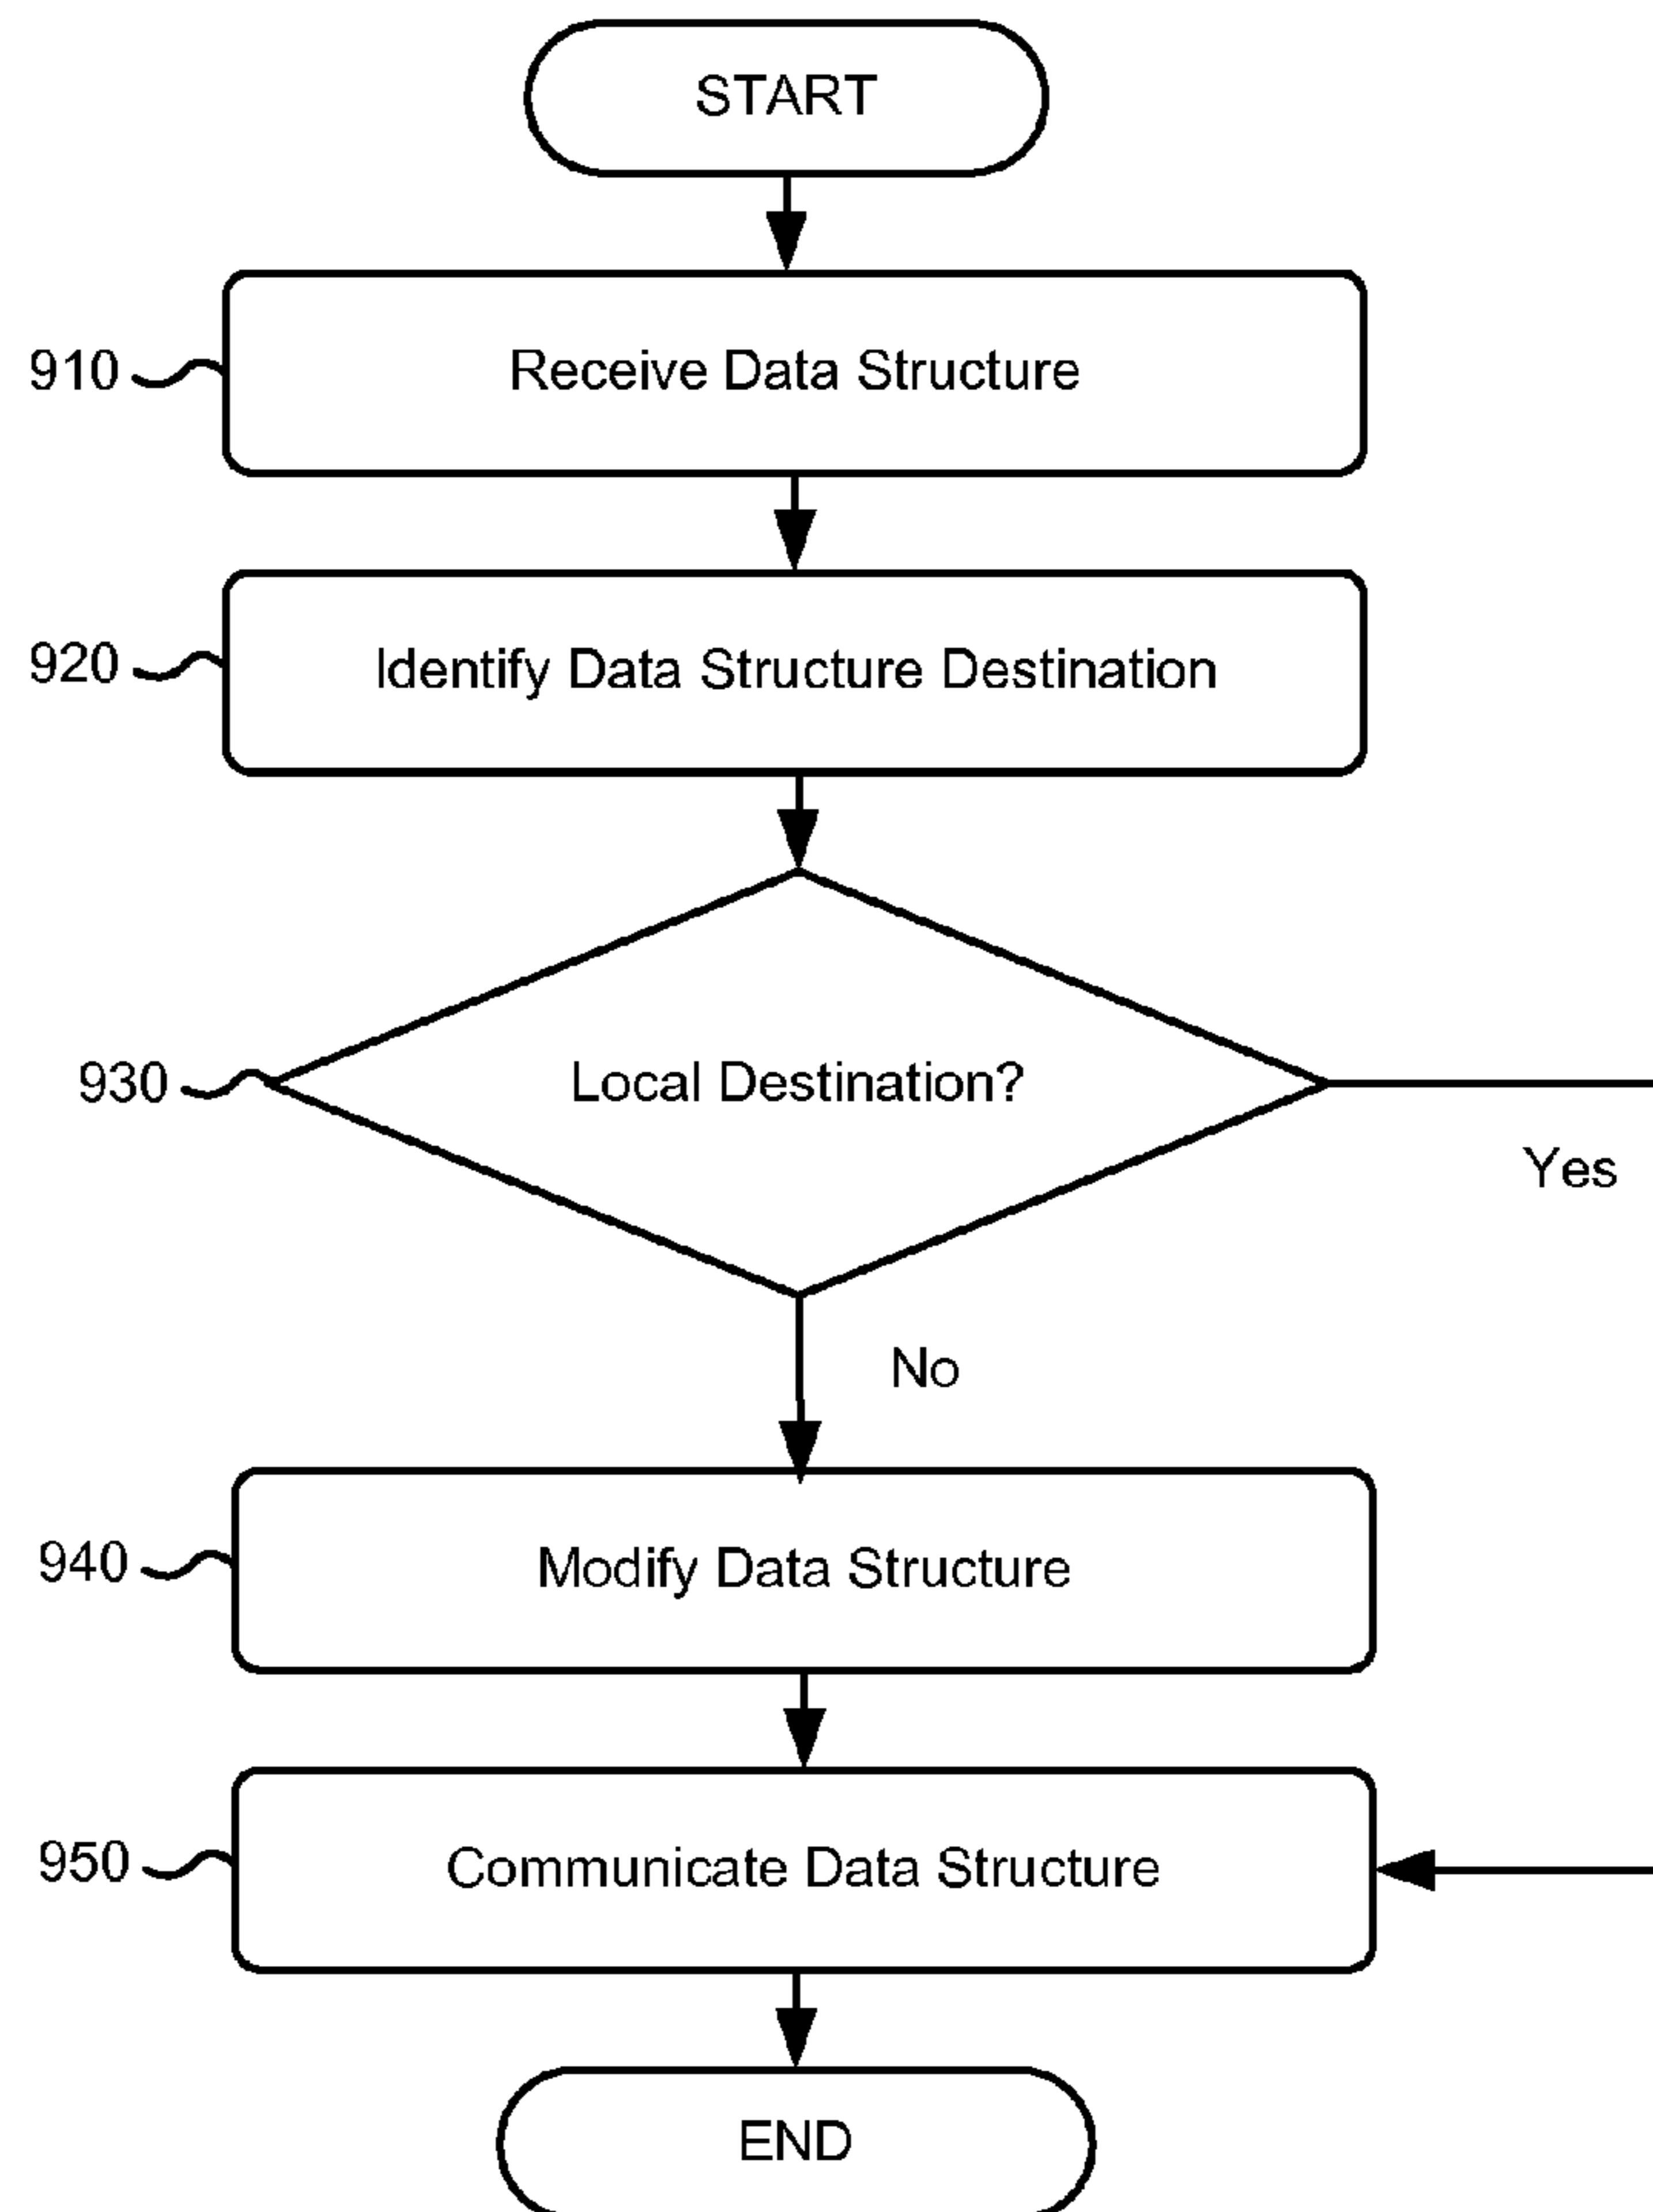 START
910
Receive Data Structure
920
Identify Data Structure Destination
930
Local Destination?
Yes
No
940
Modify Data Structure
950
Communicate Data Structure
END